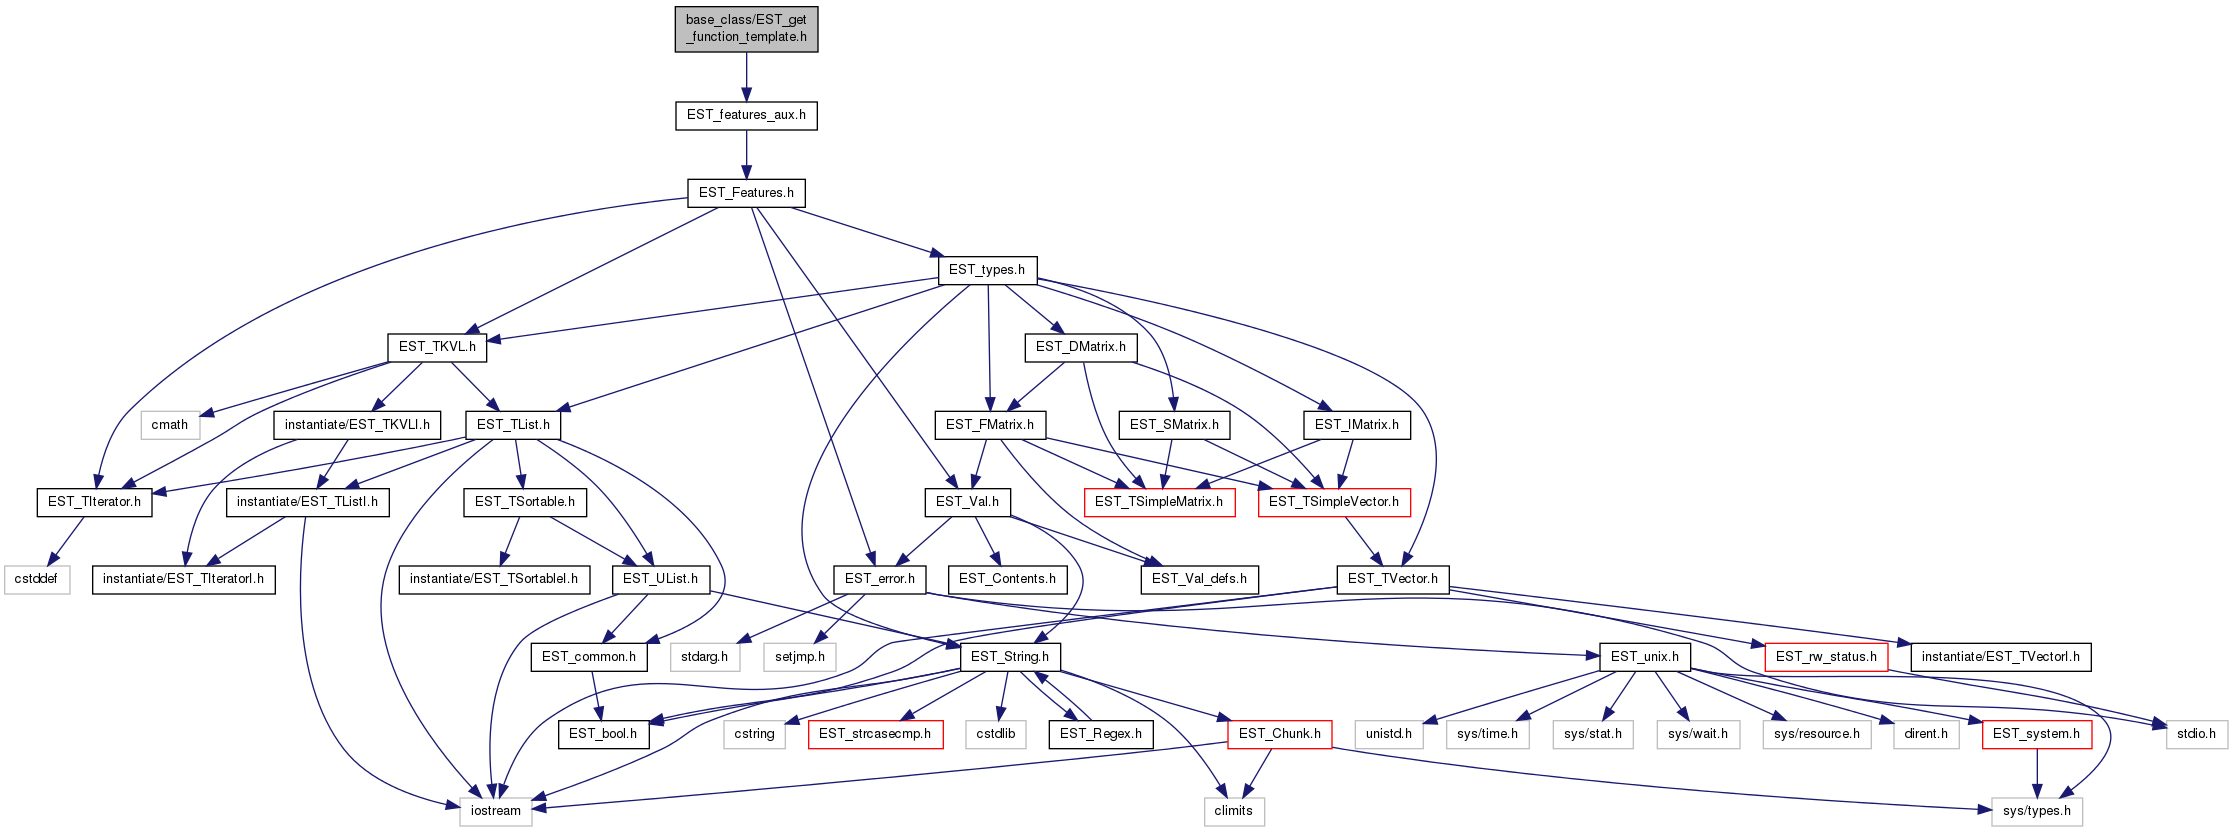 base_class/EST_get
_function_template.h
EST_features_aux.h
EST_Features.h
EST_types.h
EST_TKVL.h
EST_DMatrix.h
cmath
instantiate/EST_TKVLI.h
EST_TList.h
EST_FMatrix.h
EST_SMatrix.h
EST_IMatrix.h
EST_TIterator.h
instantiate/EST_TListI.h
EST_TSortable.h
EST_Val.h
EST_TSimpleMatrix.h
EST_TSimpleVector.h
cstddef
instantiate/EST_TIteratorI.h
instantiate/EST_TSortableI.h
EST_UList.h
EST_error.h
EST_Contents.h
EST_Val_defs.h
EST_TVector.h
EST_common.h
stdarg.h
setjmp.h
EST_String.h
EST_unix.h
EST_rw_status.h
instantiate/EST_TVectorI.h
EST_bool.h
cstring
EST_strcasecmp.h
cstdlib
EST_Regex.h
EST_Chunk.h
unistd.h
sys/time.h
sys/stat.h
sys/wait.h
sys/resource.h
dirent.h
EST_system.h
stdio.h
iostream
climits
sys/types.h